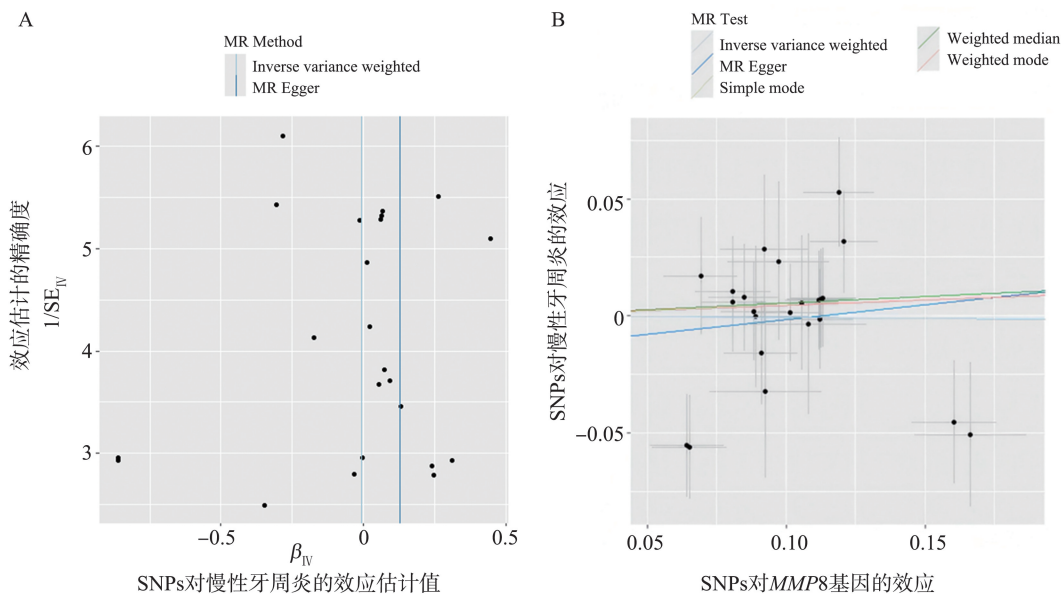 A
MR Method
Inverse variance weighted
MR Egger
效应估计的精确度
1/SE_IV
6
5
4
3
−0.5
0
0.5
β_IV
SNPs对慢性牙周炎的效应估计值
B
MR Test
Inverse variance weighted
MR Egger
Simple mode
Weighted median
Weighted mode
SNPs对慢性牙周炎的效应
0.05
0
−0.05
0.05
0.10
0.15
SNPs对MMP8基因的效应